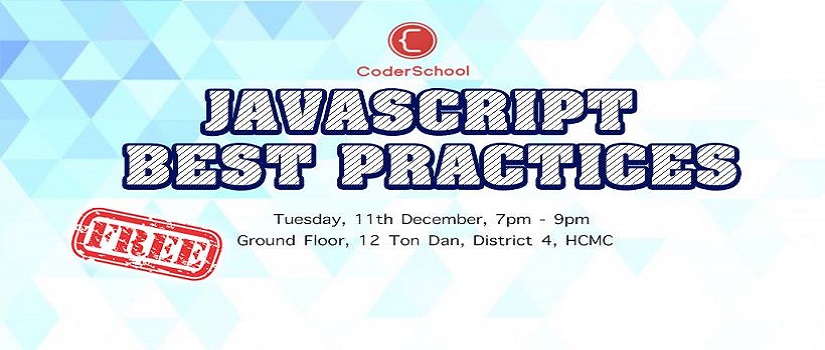 CoderSchool
JAVASCRIPT
BEST PRACTICES
Tuesday, 11th December, 7pm - 9pm
Ground Floor, 12 Ton Dan, District 4, HCMC
FREE